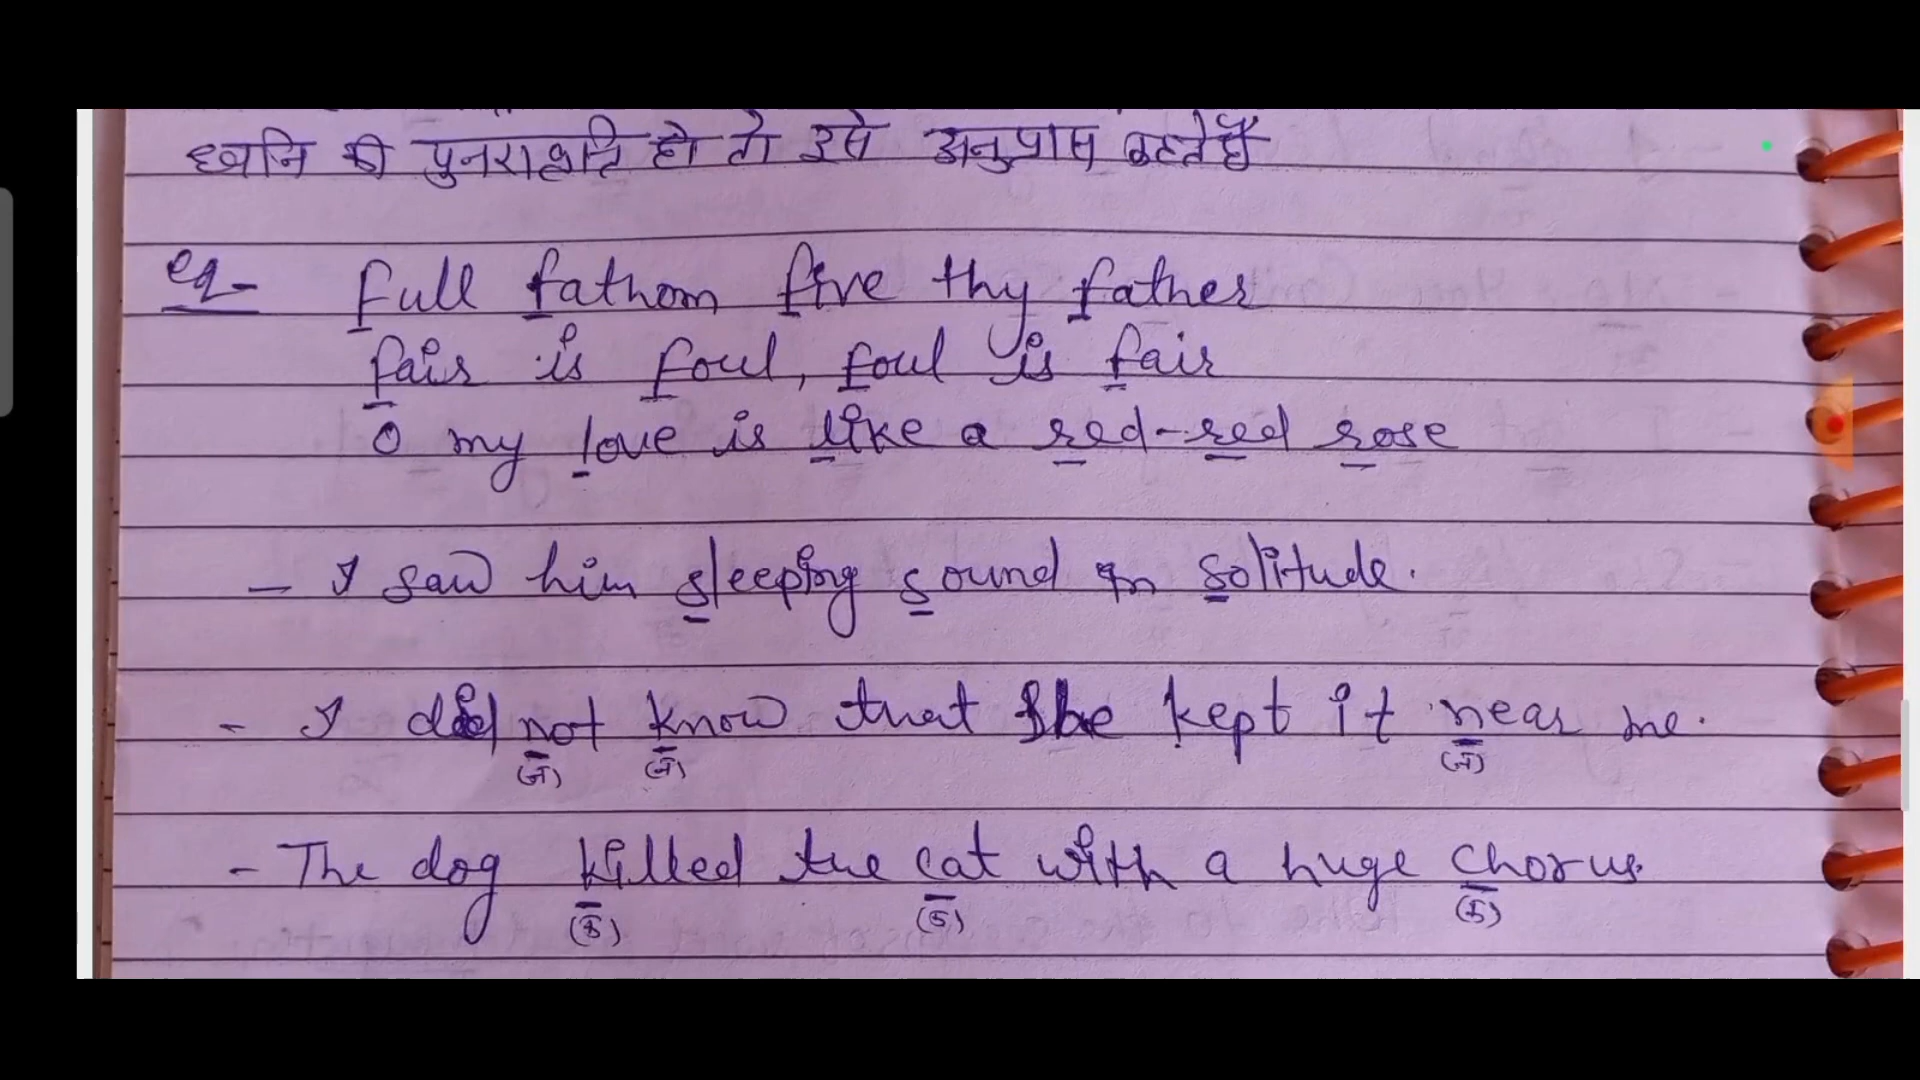 ध्वनि की पुनरावृत्ति हो तो इसे अनुप्रास कहते हैं
eg- Full fathom five thy father
fair is foul, foul is fair
O my love is like a red-red rose
- I saw him sleeping sound in solitude.
- I did not know that she kept it near me.
(न) (न) (न)
- The dog killed the cat with a huge chorus.
(क) (क) (क)